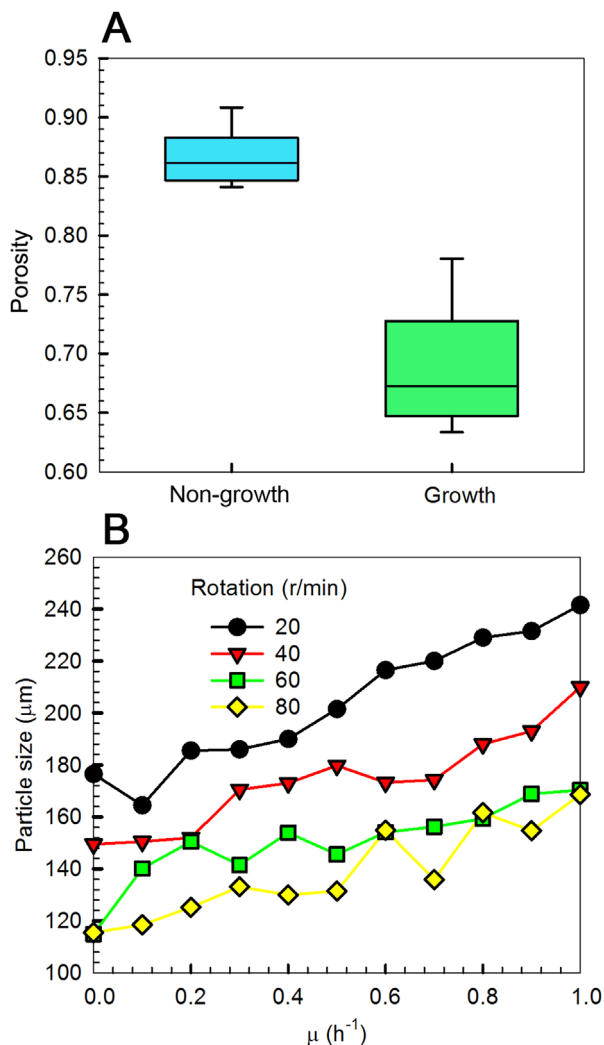 A
0.95
0.90
0.85
0.80
0.75
0.70
0.65
0.60
Porosity
Non-growth Growth
B
260
240
220
200
180
160
140
120
100
Particle size (μm)
Rotation (r/min)
20
40
60
80
0.0 0.2 0.4 0.6 0.8 1.0
μ (h⁻¹)